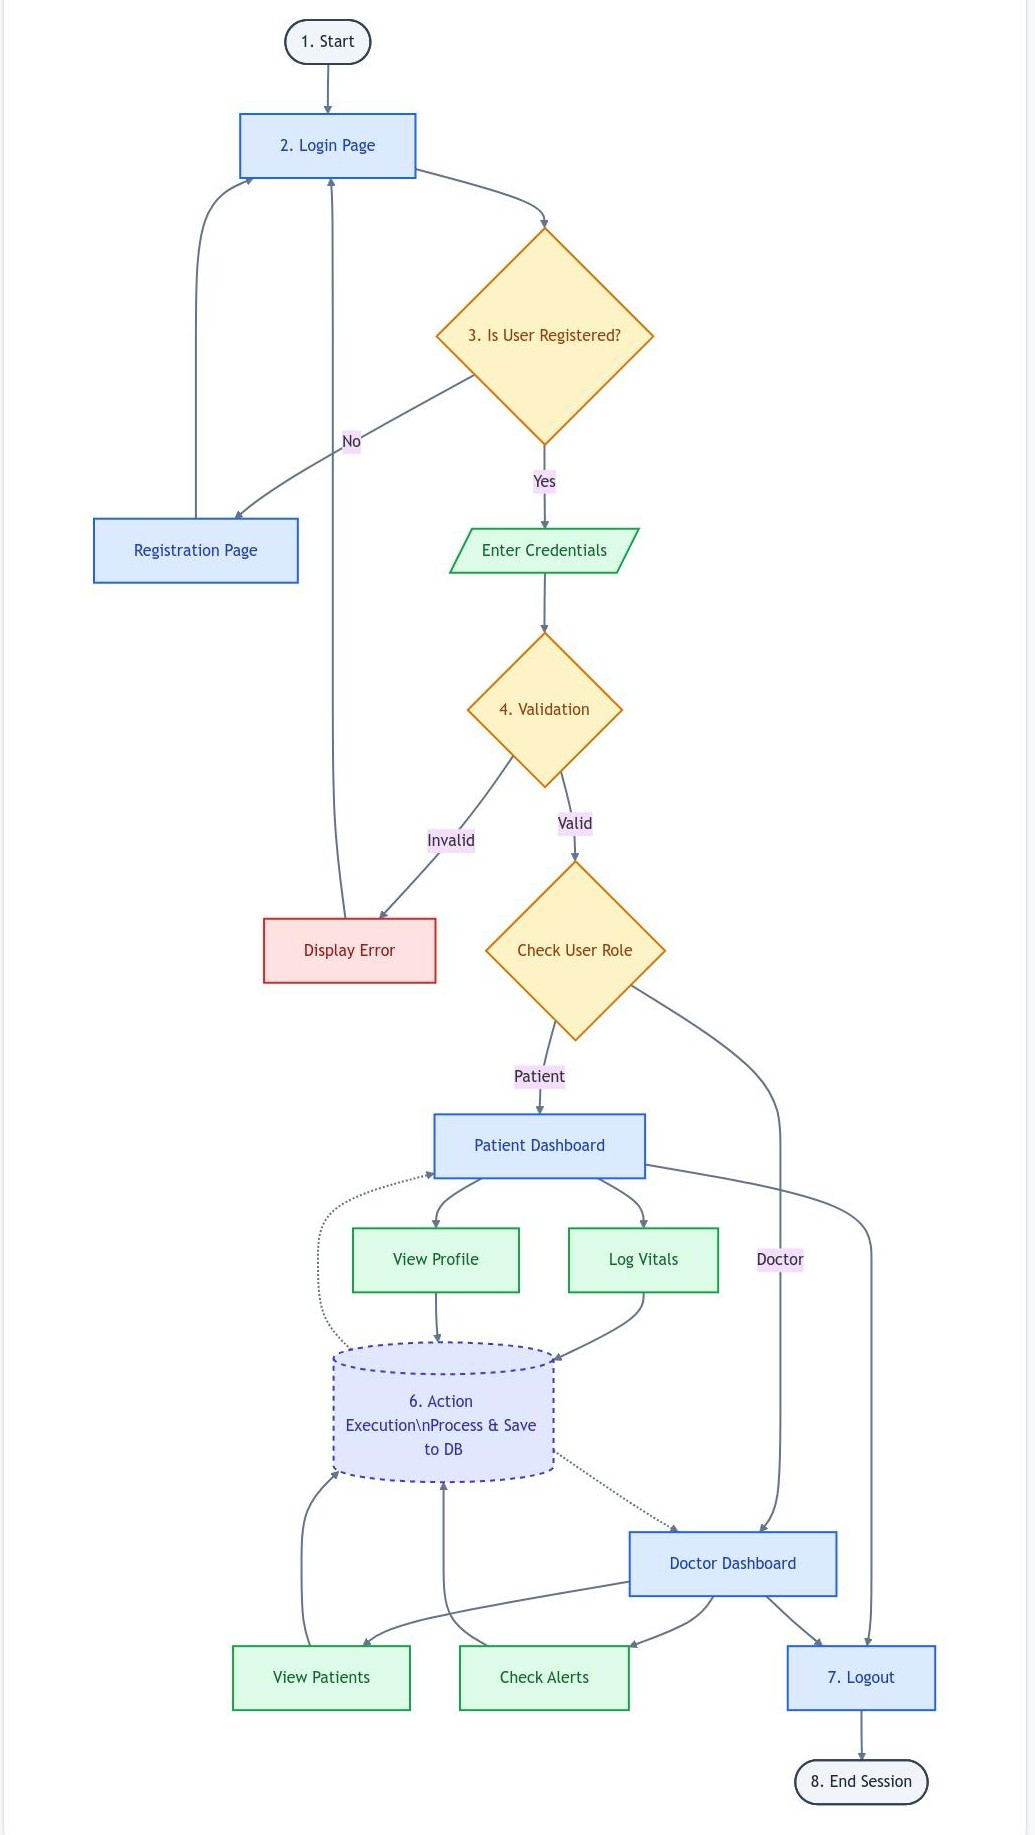 1. Start
2. Login Page
3. Is User Registered?
No
Yes
Registration Page
Enter Credentials
4. Validation
Invalid
Valid
Display Error
Check User Role
Patient
Patient Dashboard
View Profile
Log Vitals
Doctor
6. Action
Execution\nProcess & Save
to DB
Doctor Dashboard
View Patients
Check Alerts
7. Logout
8. End Session